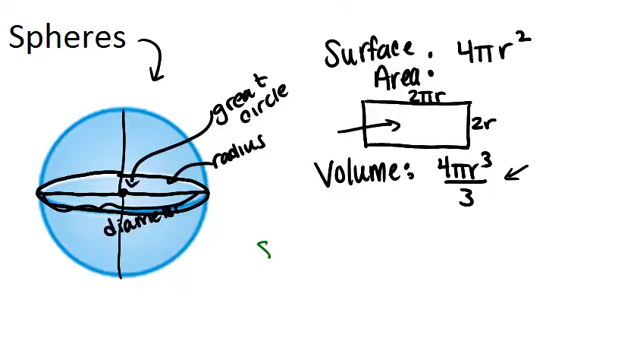 Spheres
great
circle
radius
diameter
Surface : 4πr²
Area
2πr
2r
Volume: 4πr³
3